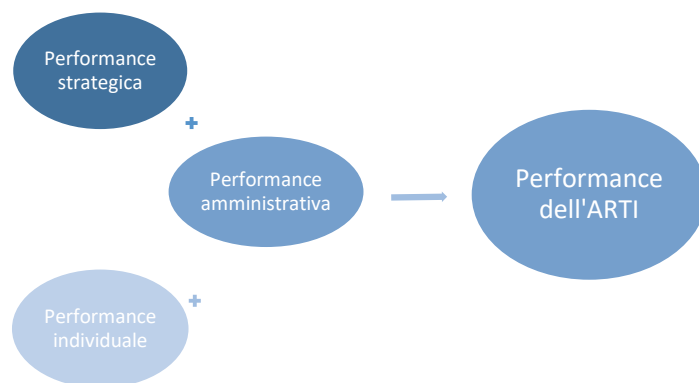 Performance
strategica
+
Performance
amministrativa
Performance
dell'ARTI
+
Performance
individuale